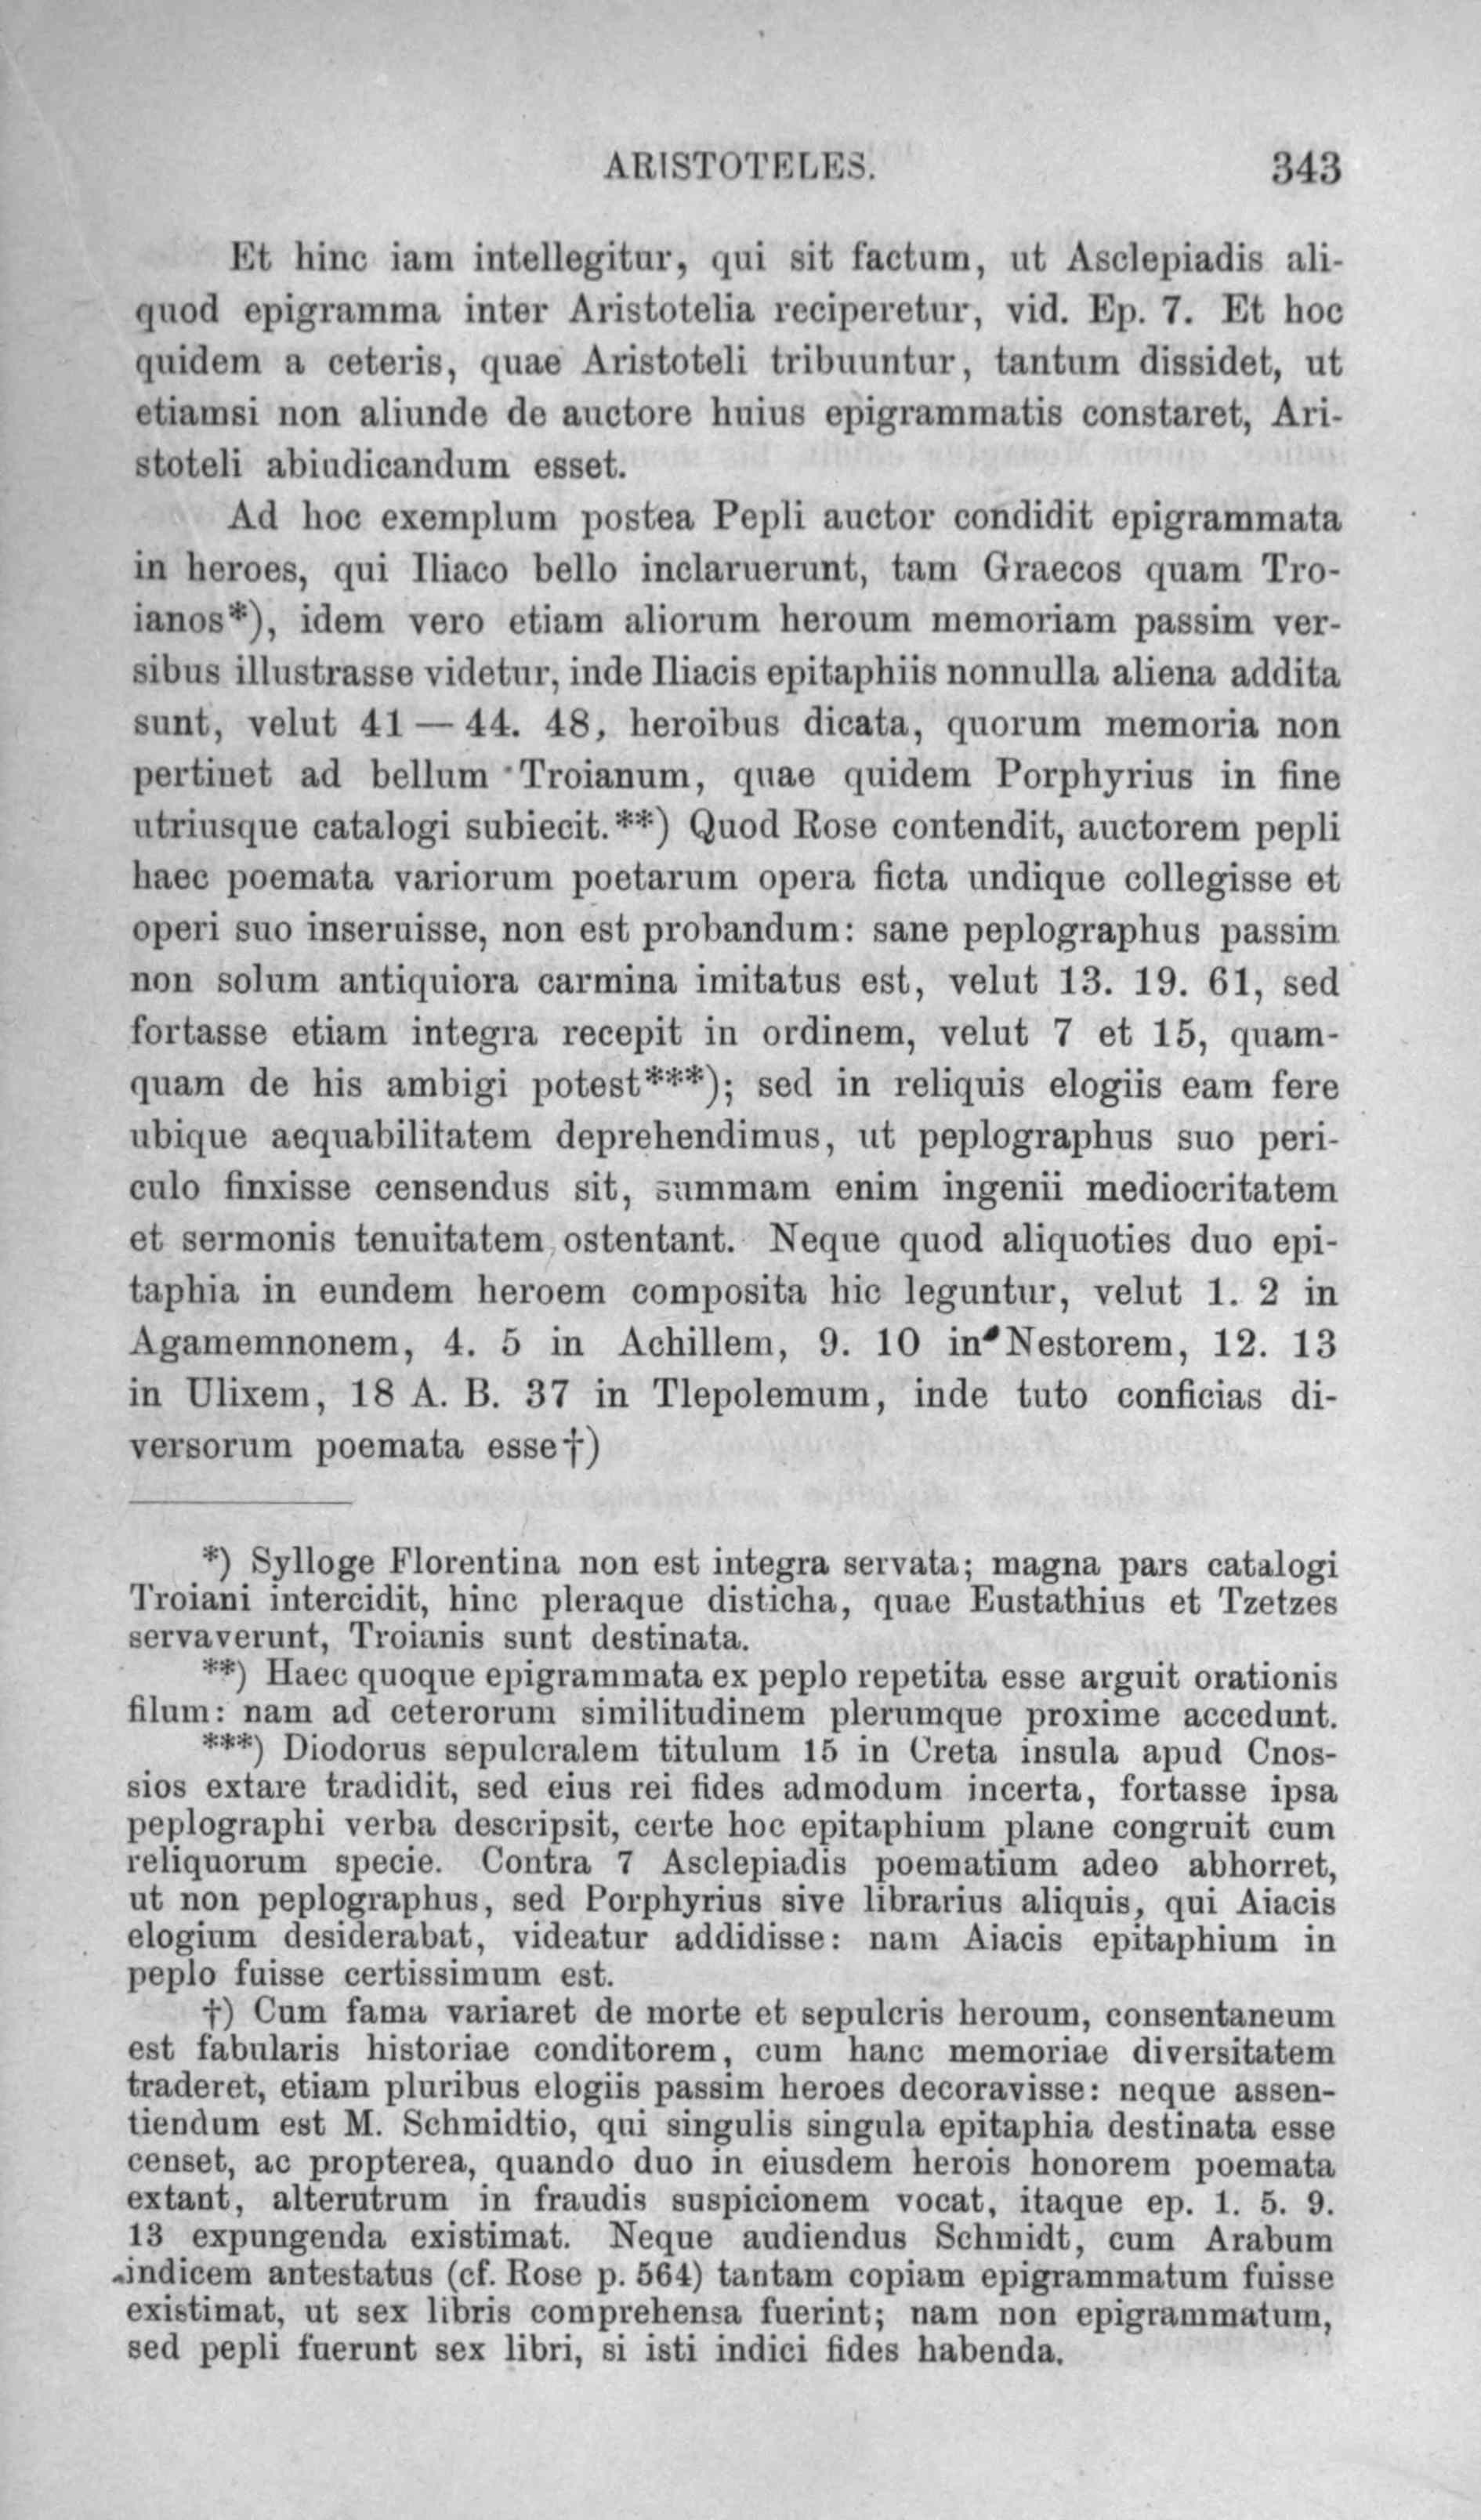 ARISTOTELES. 343
Et hinc iam intellegitur, qui sit factum, ut Asclepiadis ali-
quod epigramma inter Aristotelia reciperetur, vid. Ep. 7. Et hoc
quidem a ceteris, quae Aristoteli tribuuntur, tantum dissidet, ut
etiamsi non aliunde de auctore huius epigrammatis constaret, Ari-
stoteli abiudicandum esset.
Ad hoc exemplum postea Pepli auctor condidit epigrammata
in heroes, qui Iliaco bello inclaruerunt, tam Graecos quam Tro-
ianos*), idem vero etiam aliorum heroum memoriam passim ver-
sibus illustrasse videtur, inde Iliacis epitaphiis nonnulla aliena addita
sunt, velut 41 — 44. 48, heroibus dicata, quorum memoria non
pertinet ad bellum Troianum, quae quidem Porphyrius in fine
utriusque catalogi subiecit.**) Quod Rose contendit, auctorem pepli
haec poemata variorum poetarum opera ficta undique collegisse et
operi suo inseruisse, non est probandum: sane peplographus passim
non solum antiquiora carmina imitatus est, velut 13. 19. 61, sed
fortasse etiam integra recepit in ordinem, velut 7 et 15, quam-
quam de his ambigi potest***); sed in reliquis elogiis eam fere
ubique aequabilitatem deprehendimus, ut peplographus suo peri-
culo finxisse censendus sit, summam enim ingenii mediocritatem
et sermonis tenuitatem ostentant. Neque quod aliquoties duo epi-
taphia in eundem heroem composita hic leguntur, velut 1. 2 in
Agamemnonem, 4. 5 in Achillem, 9. 10 in Nestorem, 12. 13
in Ulixem, 18 A. B. 37 in Tlepolemum, inde tuto conficias di-
versorum poemata esse†)
*) Sylloge Florentina non est integra servata; magna pars catalogi
Troiani intercidit, hinc pleraque disticha, quae Eustathius et Tzetzes
servaverunt, Troianis sunt destinata.
**) Haec quoque epigrammata ex peplo repetita esse arguit orationis
filum: nam ad ceterorum similitudinem plerumque proxime accedunt.
***) Diodorus sepulcralem titulum 15 in Creta insula apud Cnos-
sios extare tradidit, sed eius rei fides admodum incerta, fortasse ipsa
peplographi verba descripsit, certe hoc epitaphium plane congruit cum
reliquorum specie. Contra 7 Asclepiadis poematium adeo abhorret,
ut non peplographus, sed Porphyrius sive librarius aliquis, qui Aiacis
elogium desiderabat, videatur addidisse: nam Aiacis epitaphium in
peplo fuisse certissimum est.
†) Cum fama variaret de morte et sepulcris heroum, consentaneum
est fabularis historiae conditorem, cum hanc memoriae diversitatem
traderet, etiam pluribus elogiis passim heroes decoravisse: neque assen-
tiendum est M. Schmidtio, qui singulis singula epitaphia destinata esse
censet, ac propterea, quando duo in eiusdem herois honorem poemata
extant, alterutrum in fraudis suspicionem vocat, itaque ep. 1. 5. 9.
13 expungenda existimat. Neque audiendus Schmidt, cum Arabum
indicem antestatus (cf. Rose p. 564) tantam copiam epigrammatum fuisse
existimat, ut sex libris comprehensa fuerint; nam non epigrammatum,
sed pepli fuerunt sex libri, si isti indici fides habenda.